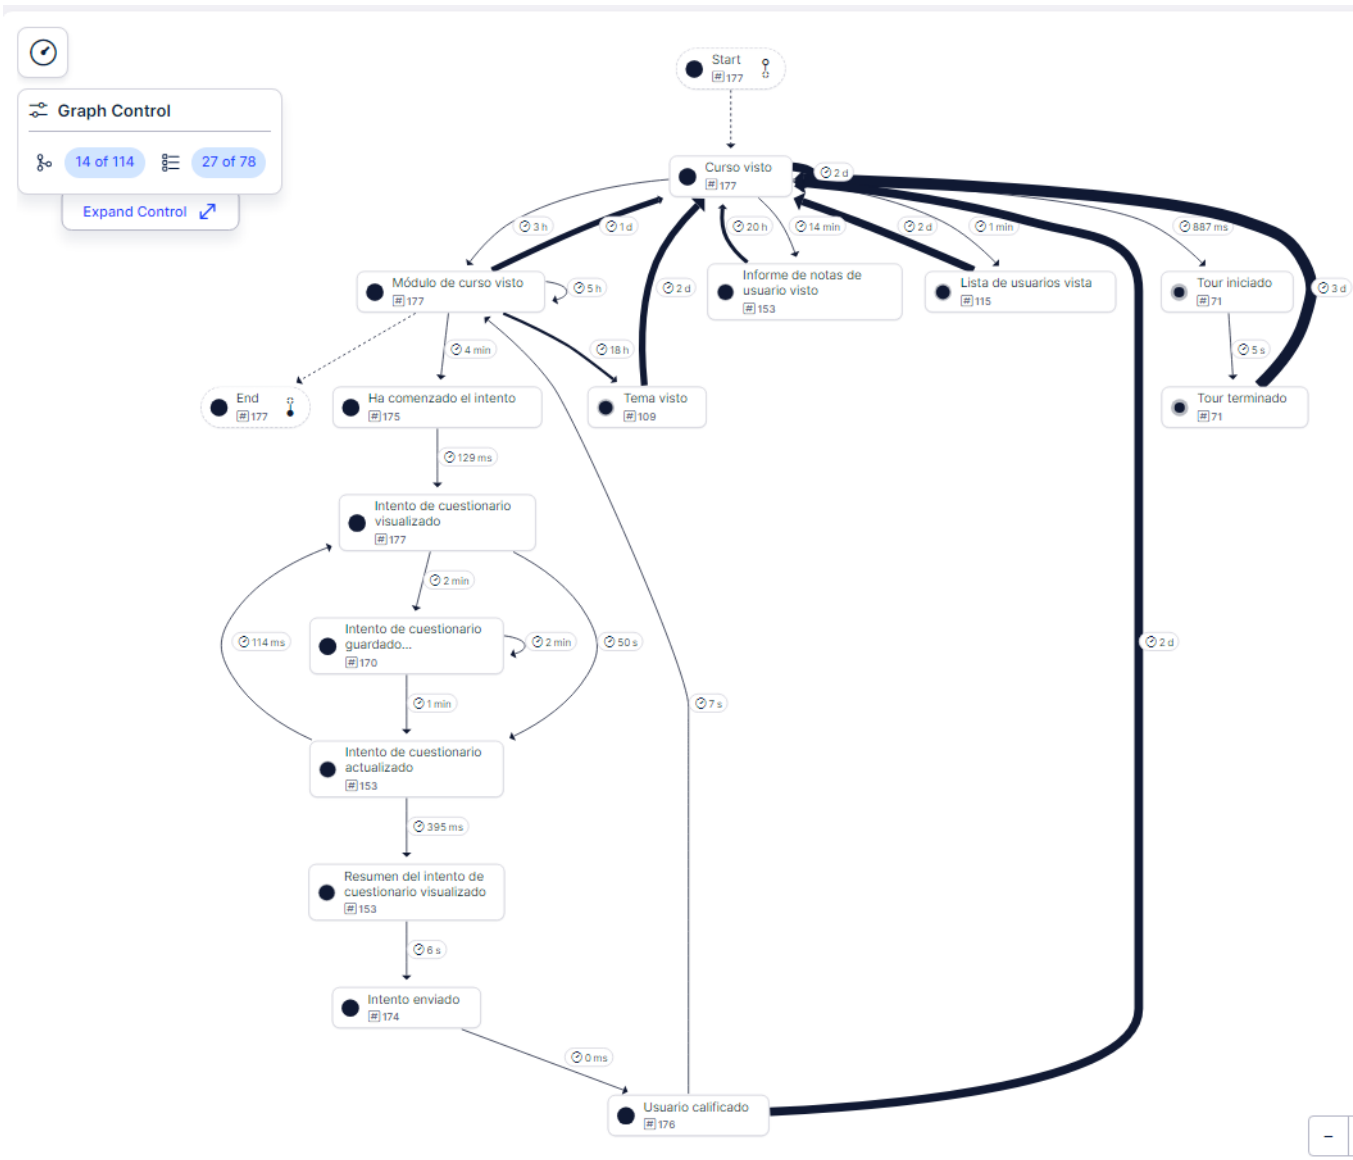 Start
#177
Graph Control
14 of 114
27 of 78
Expand Control
Curso visto
#177
2 d
3 h
1 d
20 h
14 min
2 d
1 min
887 ms
Módulo de curso visto
#177
5 h
2 d
Informe de notas de
usuario visto
#153
Lista de usuarios vista
#115
Tour iniciado
#71
3 d
4 min
18 h
5 s
End
#177
Ha comenzado el intento
#175
Tema visto
#109
Tour terminado
#71
129 ms
Intento de cuestionario
visualizado
#177
2 min
Intento de cuestionario
guardado...
#170
114 ms
2 min
50 s
2 d
1 min
7 s
Intento de cuestionario
actualizado
#153
395 ms
Resumen del intento de
cuestionario visualizado
#153
6 s
Intento enviado
#174
0 ms
Usuario calificado
#176
−